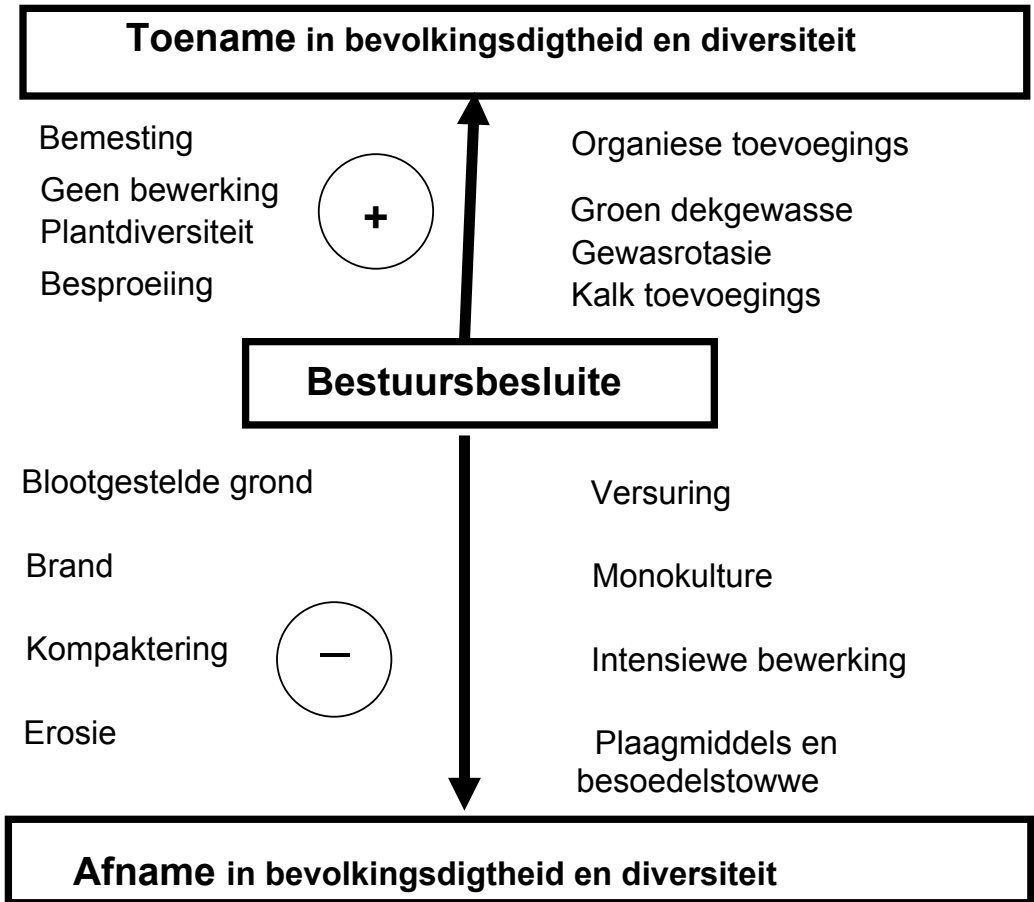 Toename in bevolkingsdigtheid en diversiteit
Bemesting
Geen bewerking
Plantdiversiteit
Besproeiing
+
Organiese toevoegings
Groen dekgewasse
Gewasrotasie
Kalk toevoegings
Bestuursbesluite
Blootgestelde grond
Brand
Kompaktering
Erosie
–
Versuring
Monokulture
Intensiewe bewerking
Plaagmiddels en
besoedelstowwe
Afname in bevolkingsdigtheid en diversiteit